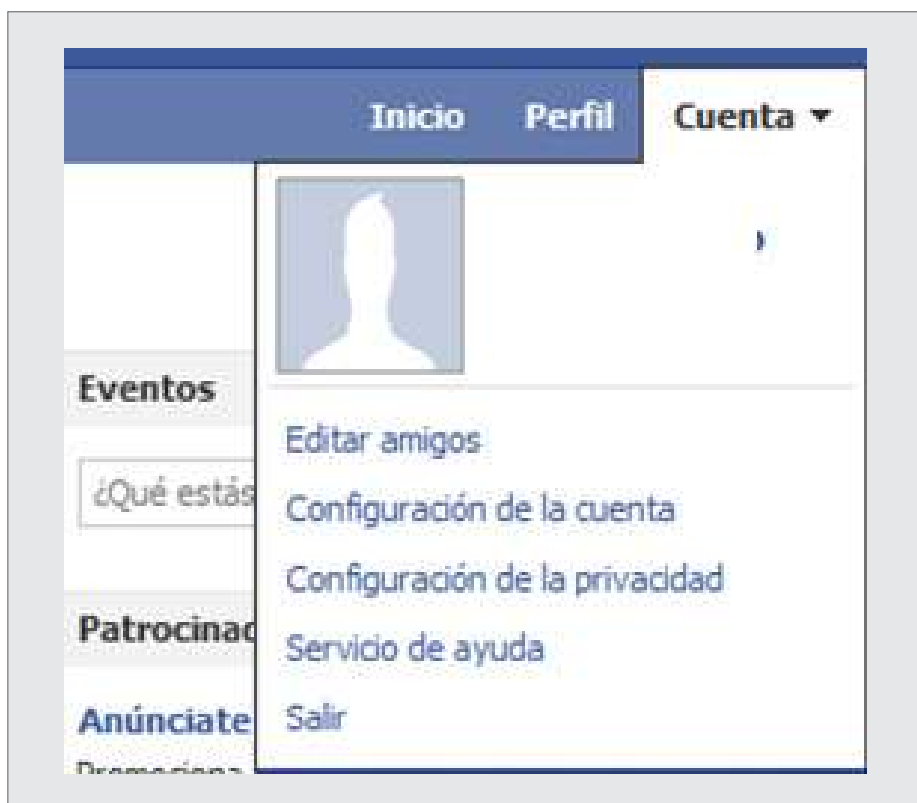 Inicio Perfil Cuenta
Eventos
¿Qué estás
Patrocinad
Anúnciate
Promociona
Editar amigos
Configuración de la cuenta
Configuración de la privacidad
Servicio de ayuda
Salir